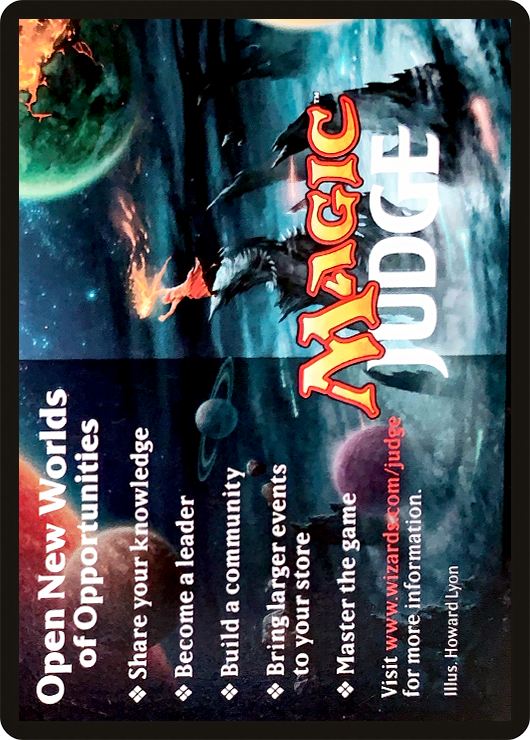 Open New Worlds
of Opportunities
❖ Share your knowledge
❖ Become a leader
❖ Build a community
❖ Bring larger events
to your store
❖ Master the game
Visit www.wizards.com/judge
for more information.
Illus. Howard Lyon
MAGIC™
JUDGE